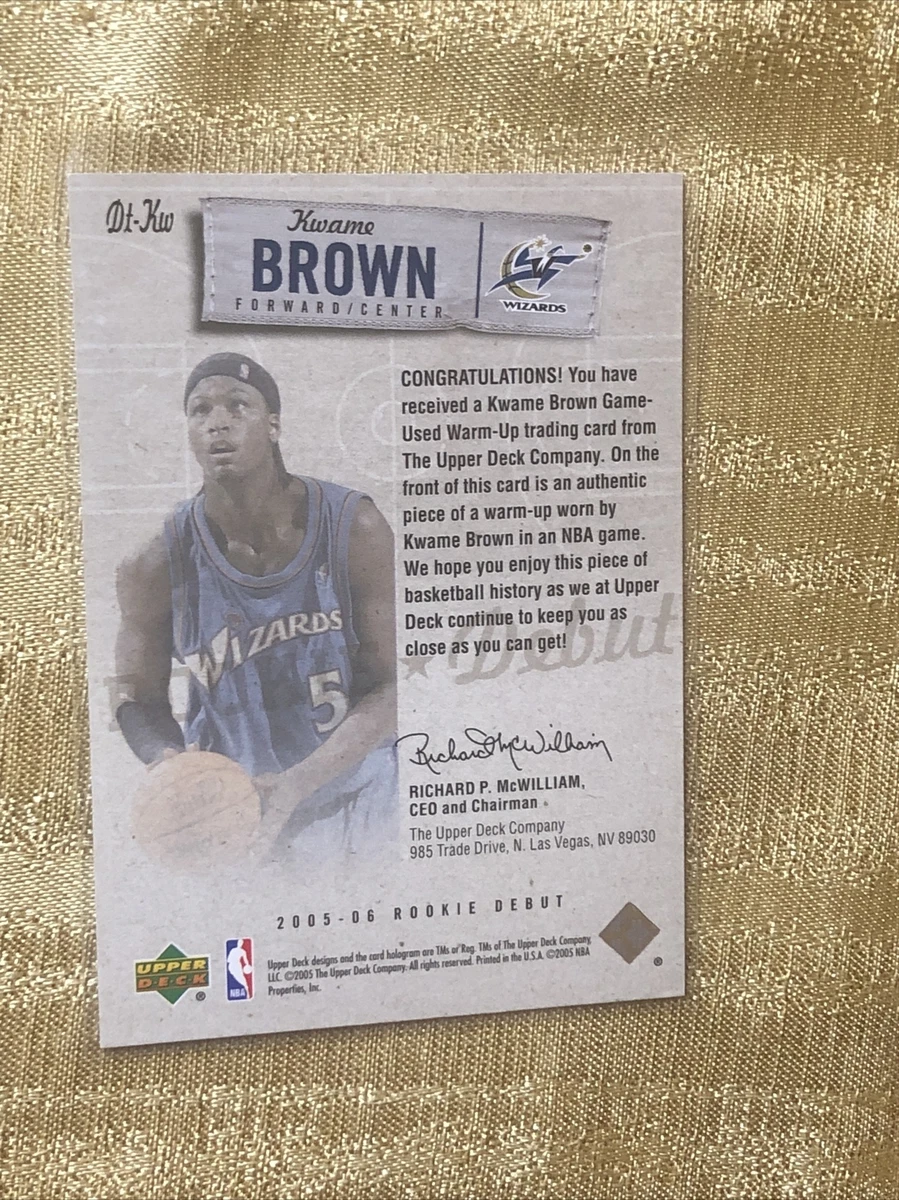 Dt-Kw
Kwame
BROWN
FORWARD/CENTER
WIZARDS
CONGRATULATIONS! You have
received a Kwame Brown Game-
Used Warm-Up trading card from
The Upper Deck Company. On the
front of this card is an authentic
piece of a warm-up worn by
Kwame Brown in an NBA game.
We hope you enjoy this piece of
basketball history as we at Upper
Deck continue to keep you as
close as you can get!
Debut
WIZARDS
5
Richard P. McWilliam
RICHARD P. McWILLIAM,
CEO and Chairman
The Upper Deck Company
985 Trade Drive, N. Las Vegas, NV 89030
2005-06 ROOKIE DEBUT
UPPER
DECK
®
NBA
Upper Deck designs and the card hologram are TMs or Reg. TMs of The Upper Deck Company,
LLC. ©2005 The Upper Deck Company. All rights reserved. Printed in the U.S.A. ©2005 NBA
Properties, Inc.
®